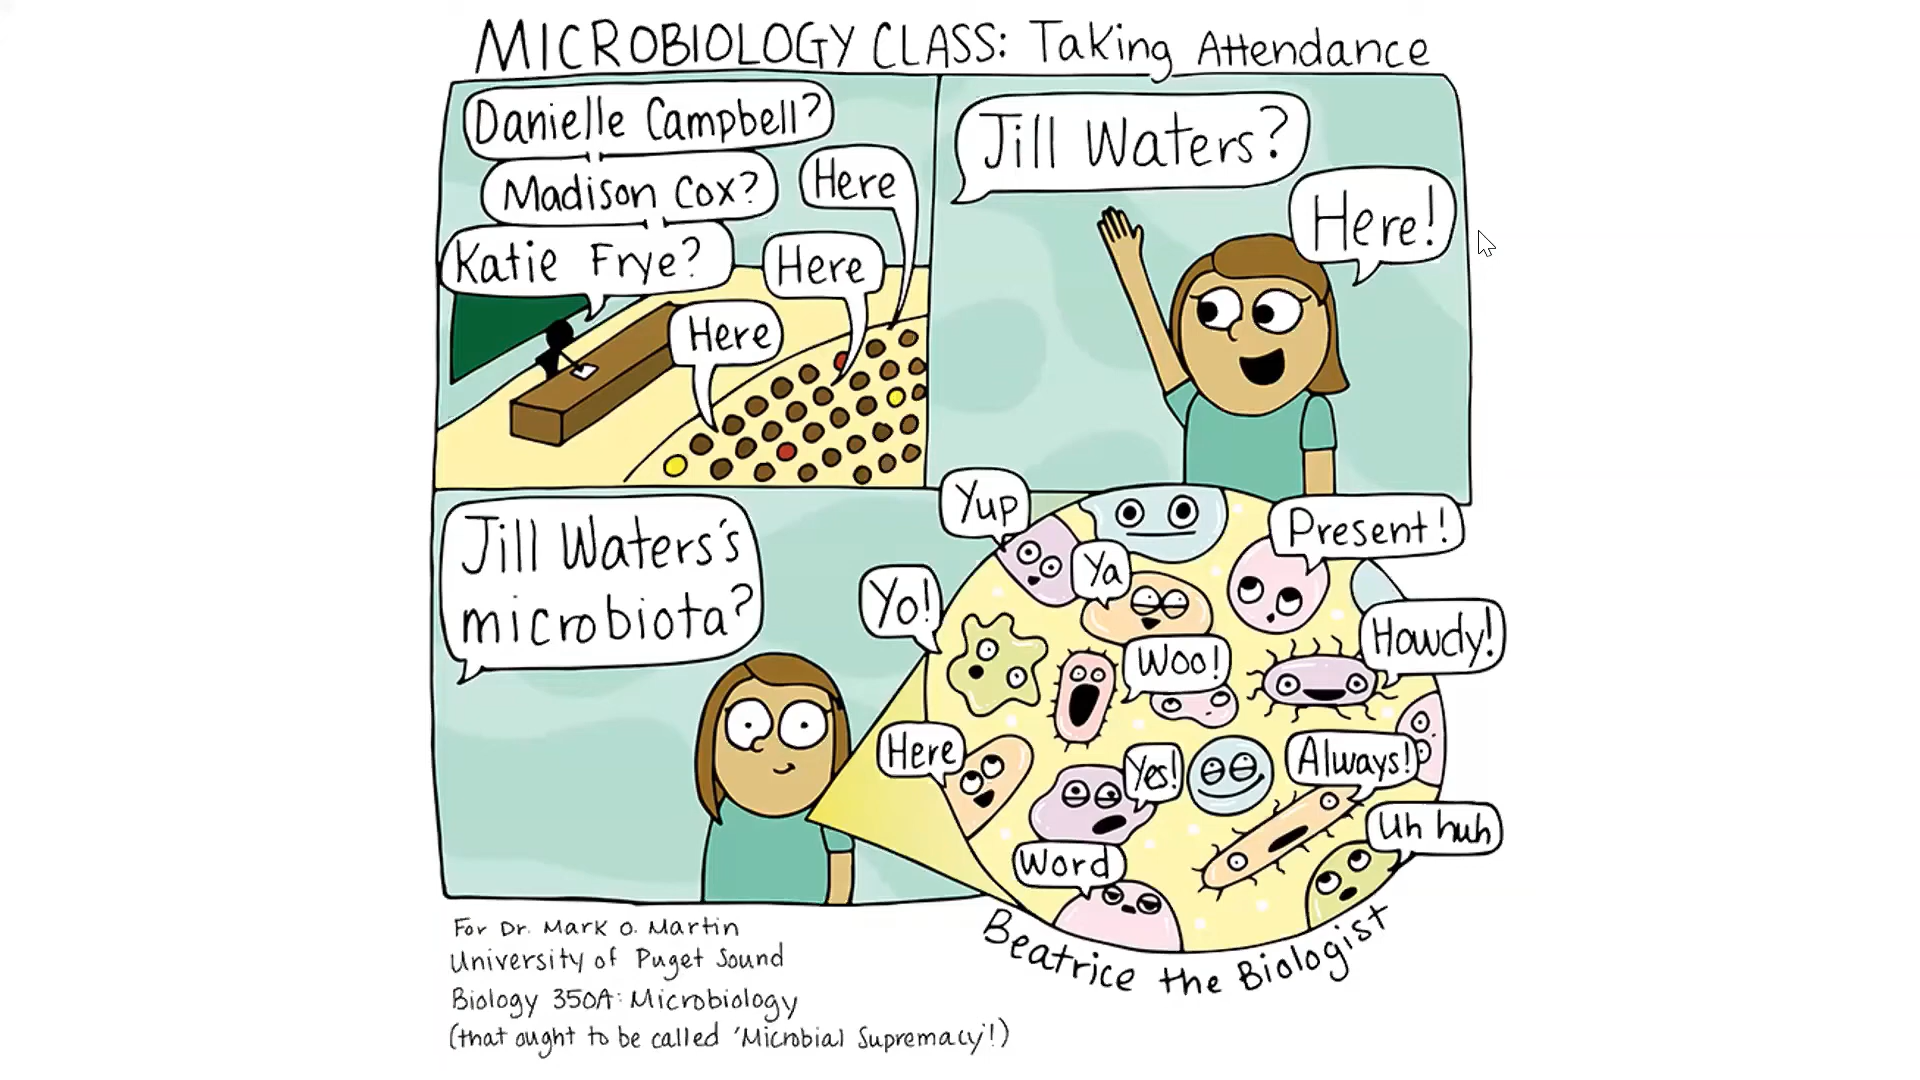 MICROBIOLOGY CLASS: Taking Attendance
Danielle Campbell?
Madison Cox?
Katie Frye?
Here
Here
Here
Jill Waters?
Here!
Jill Waters's
microbiota?
Yup
Ya
Present!
Yo!
Woo!
Howdy!
Here
Yes!
Always!
Word
Uh huh
For Dr. Mark O. Martin
University of Puget Sound
Biology 350A: Microbiology
(that ought to be called 'Microbial Supremacy'!)
Beatrice the Biologist